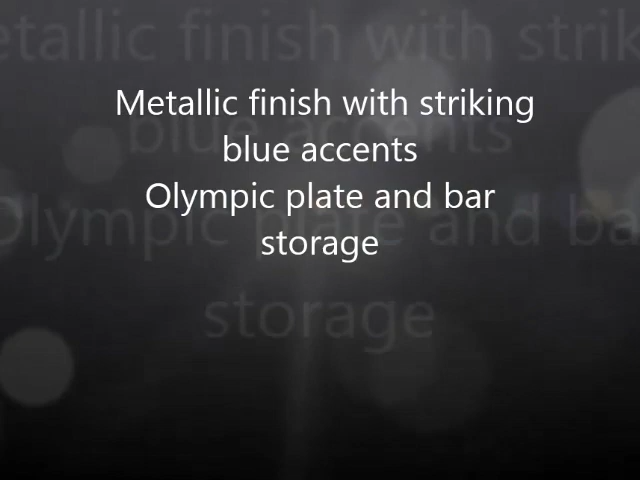 Metallic finish with striking
blue accents
Olympic plate and bar
storage